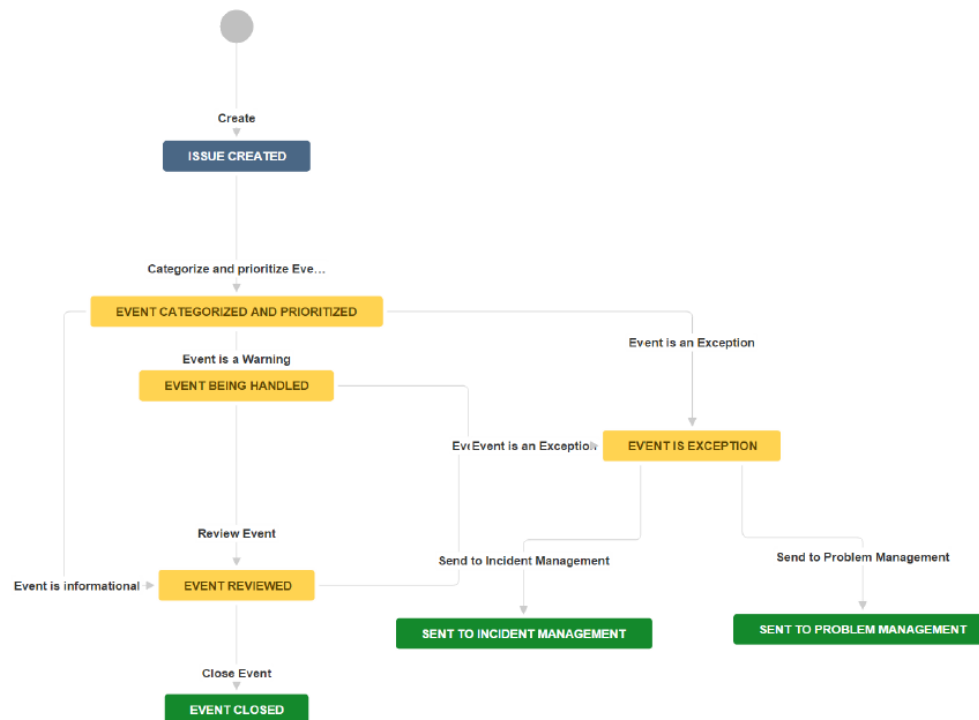 Create
ISSUE CREATED
Categorize and prioritize Eve...
EVENT CATEGORIZED AND PRIORITIZED
Event is a Warning
Event is an Exception
EVENT BEING HANDLED
EveEvent is an Exception
EVENT IS EXCEPTION
Review Event
Send to Incident Management
Send to Problem Management
Event is informational
EVENT REVIEWED
SENT TO INCIDENT MANAGEMENT
SENT TO PROBLEM MANAGEMENT
Close Event
EVENT CLOSED